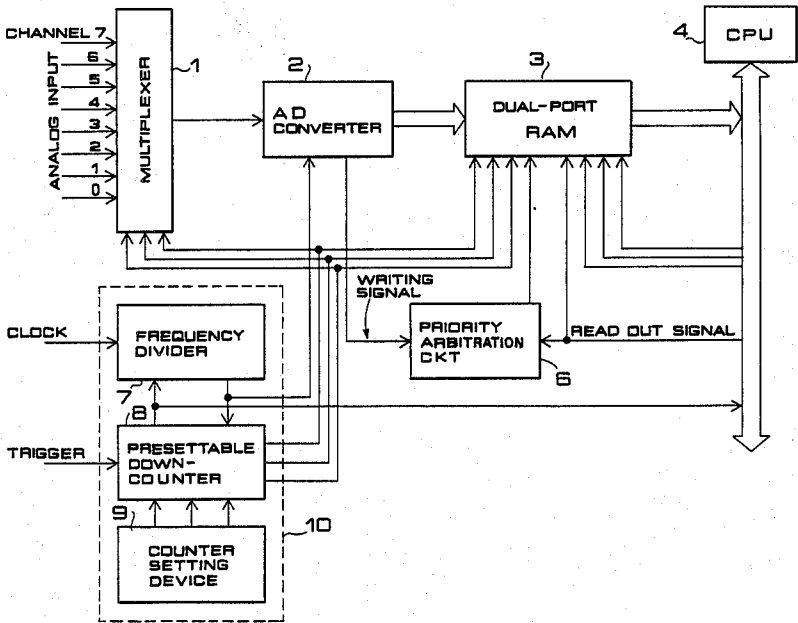 CHANNEL 7
6
5
4
3
2
1
0
ANALOG INPUT
MULTIPLEXER
1
2
A D
CONVERTER
3
DUAL-PORT
RAM
4
CPU
WRITING
SIGNAL
PRIORITY
ARBITRATION
CKT
6
READ OUT SIGNAL
CLOCK
FREQUENCY
DIVIDER
7
8
TRIGGER
PRESETTABLE
DOWN-
COUNTER
9
COUNTER
SETTING
DEVICE
10